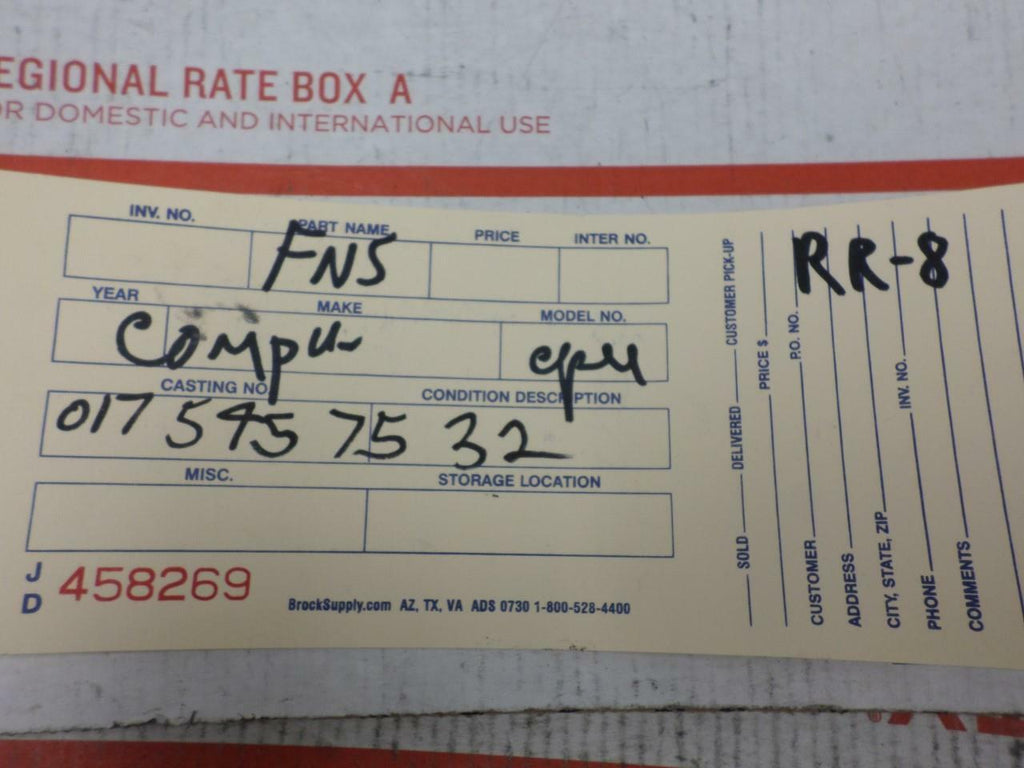 EGIONAL RATE BOX A
OR DOMESTIC AND INTERNATIONAL USE
INV. NO. PART NAME PRICE INTER NO.
FNS
YEAR MAKE MODEL NO.
Compu cpu
CASTING NO. CONDITION DESCRIPTION
017 545 75 32
MISC. STORAGE LOCATION
JD 458269
BrockSupply.com AZ, TX, VA ADS 0730 1-800-528-4400
SOLD DELIVERED CUSTOMER PICK-UP
PRICE $
CUSTOMER P.O. NO.
ADDRESS
CITY, STATE, ZIP INV. NO.
PHONE
COMMENTS
RR-8